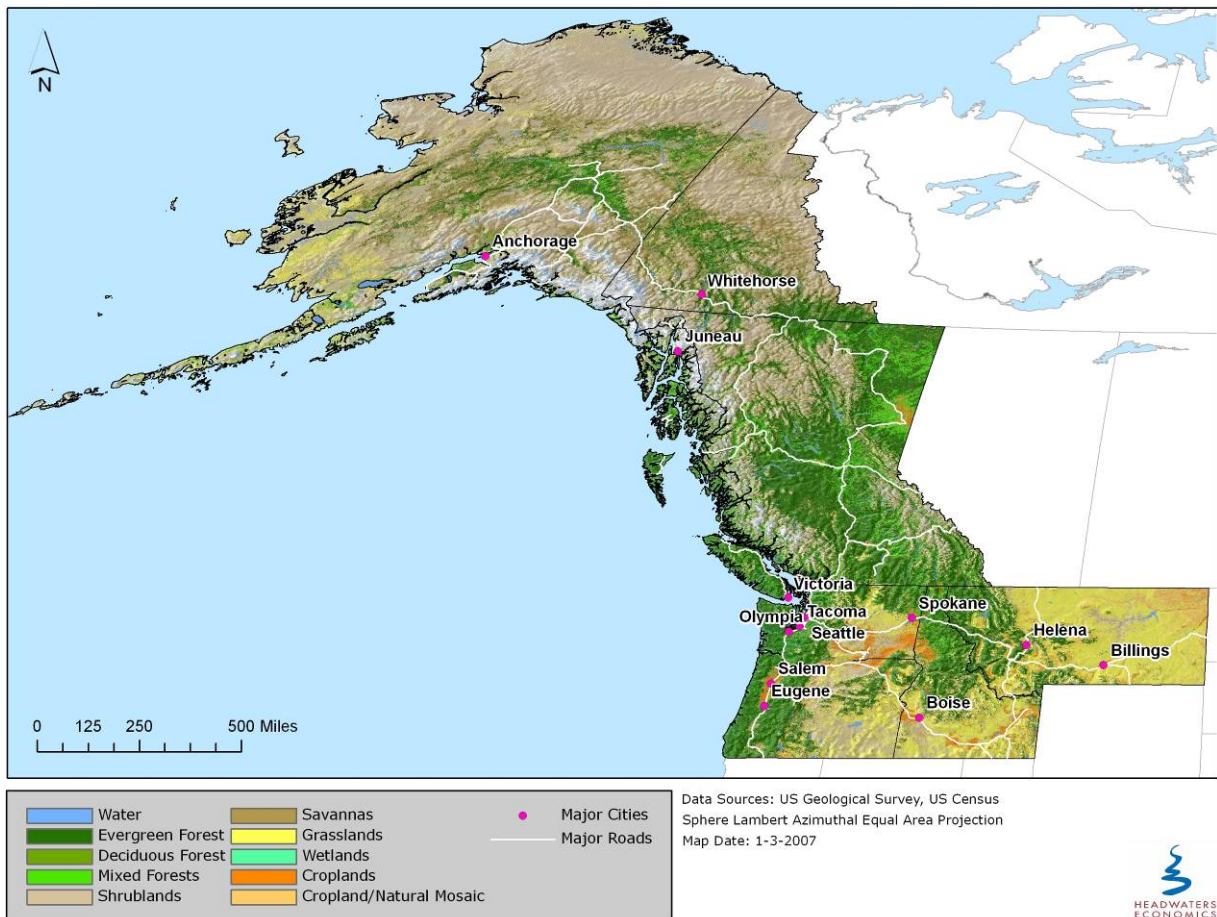 N
Anchorage
Whitehorse
Juneau
Victoria
Tacoma
Olympia
Seattle
Spokane
Helena
Billings
Salem
Eugene
Boise
0 125 250 500 Miles
Water
Evergreen Forest
Deciduous Forest
Mixed Forests
Shrublands
Savannas
Grasslands
Wetlands
Croplands
Cropland/Natural Mosaic
Major Cities
Major Roads
Data Sources: US Geological Survey, US Census
Sphere Lambert Azimuthal Equal Area Projection
Map Date: 1-3-2007
HEADWATERS
ECONOMICS